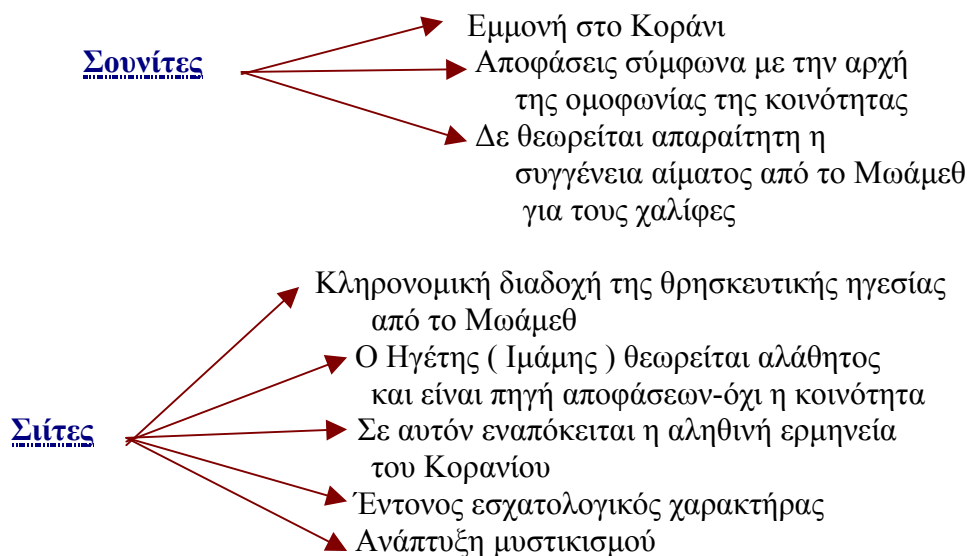 Εμμονή στο Κοράνι
Σουνίτες
Αποφάσεις σύμφωνα με την αρχή
της ομοφωνίας της κοινότητας
Δε θεωρείται απαραίτητη η
συγγένεια αίματος από το Μωάμεθ
για τους χαλίφες
Κληρονομική διαδοχή της θρησκευτικής ηγεσίας
από το Μωάμεθ
Ο Ηγέτης ( Ιμάμης ) θεωρείται αλάθητος
και είναι πηγή αποφάσεων-όχι η κοινότητα
Σιίτες
Σε αυτόν εναπόκειται η αληθινή ερμηνεία
του Κορανίου
Έντονος εσχατολογικός χαρακτήρας
Ανάπτυξη μυστικισμού